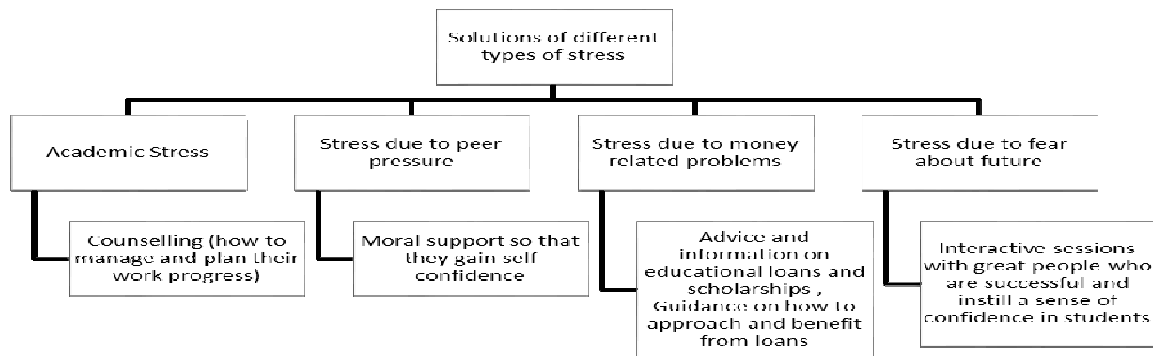 Solutions of different
types of stress
Academic Stress
Stress due to peer
pressure
Stress due to money
related problems
Stress due to fear
about future
Counselling (how to
manage and plan their
work progress)
Moral support so that
they gain self
confidence
Advice and
information on
educational loans and
scholarships ,
Guidance on how to
approach and benefit
from loans
Interactive sessions
with great people who
are successful and
instill a sense of
confidence in students